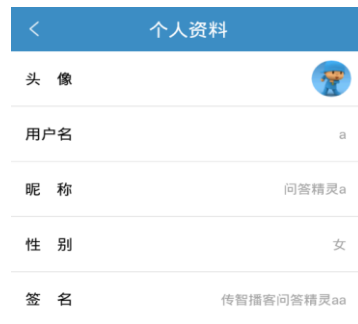 个人资料
头 像
用户名 a
昵 称 问答精灵a
性 别 女
签 名 传智播客问答精灵aa